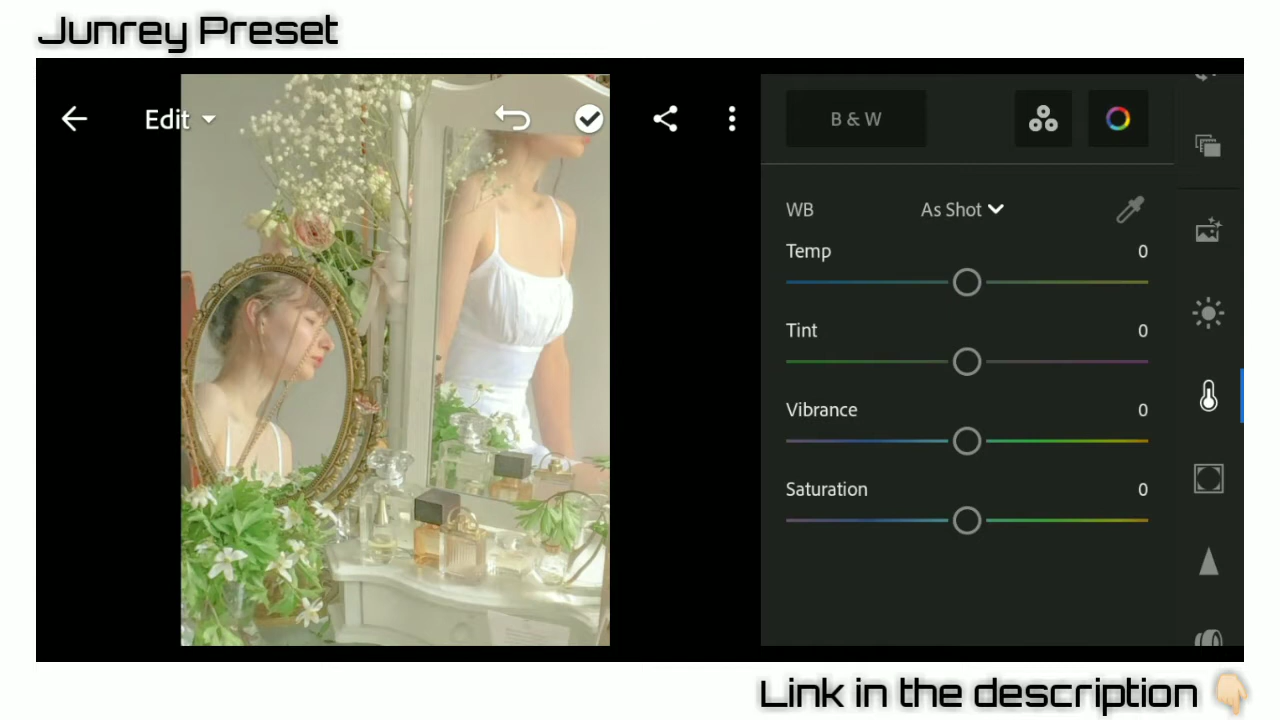 Junrey Preset
Edit
B & W
WB As Shot
Temp 0
Tint 0
Vibrance 0
Saturation 0
Link in the description 👇🏻